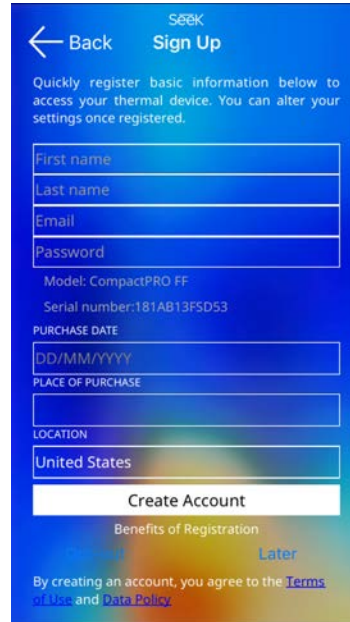 Seek
Back Sign Up
Quickly register basic information below to
access your thermal device. You can alter your
settings once registered.
First name
Last name
Email
Password
Model: CompactPRO FF
Serial number:181AB13FSD53
PURCHASE DATE
DD/MM/YYYY
PLACE OF PURCHASE
LOCATION
United States
Create Account
Benefits of Registration
Later
By creating an account, you agree to the Terms
of Use and Data Policy